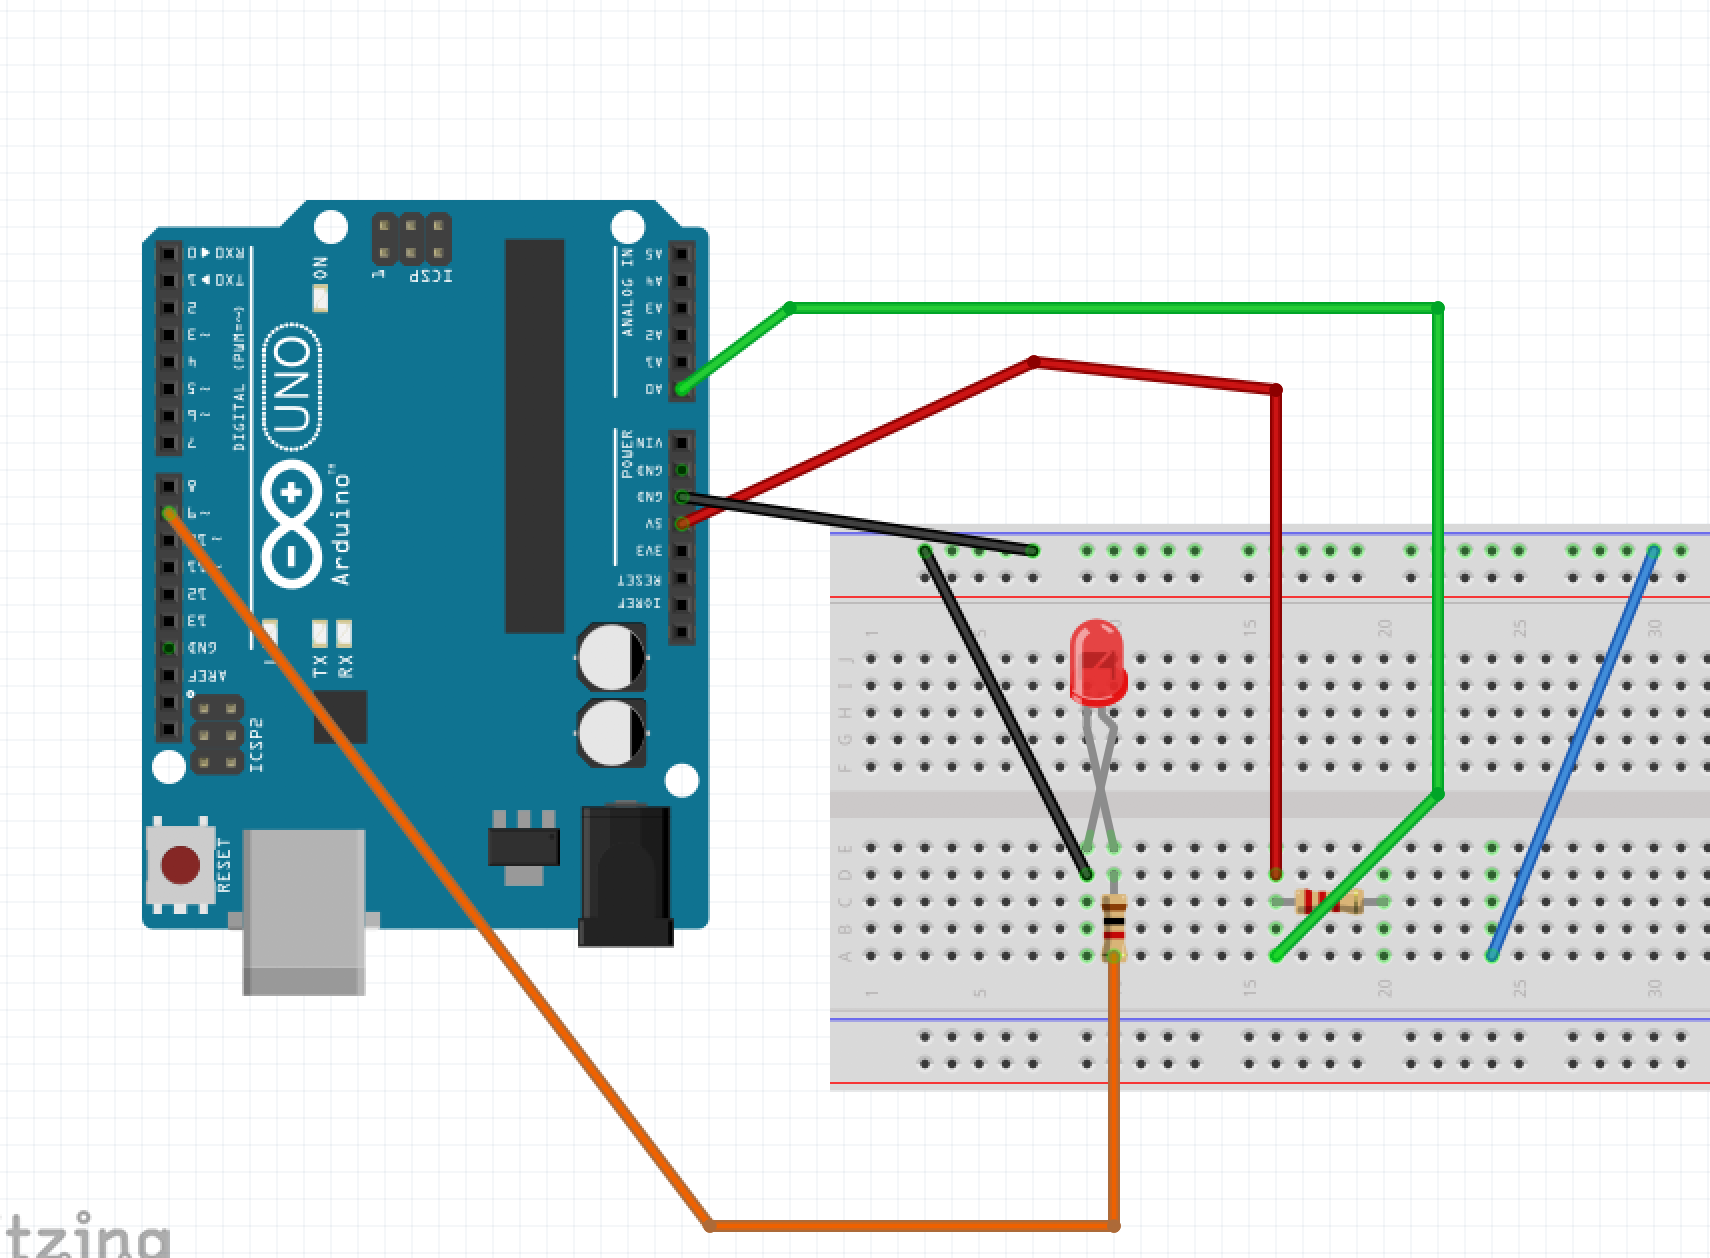 RX0◄0
TX0►1
2
~3
4
~5
~6
7
DIGITAL (PWM=~)
8
~9
~10
~11
12
13
GND
AREF
ON
1
ICSP
UNO
Arduino™
TX
RX
L
ICSP2
RESET
ANALOG IN
A5
A4
A3
A2
A1
A0
POWER
VIN
GND
GND
5V
3V3
RESET
IOREF
1
5
15
20
25
30
J
I
H
G
F
E
D
C
B
A
1
5
15
20
25
30
tzing